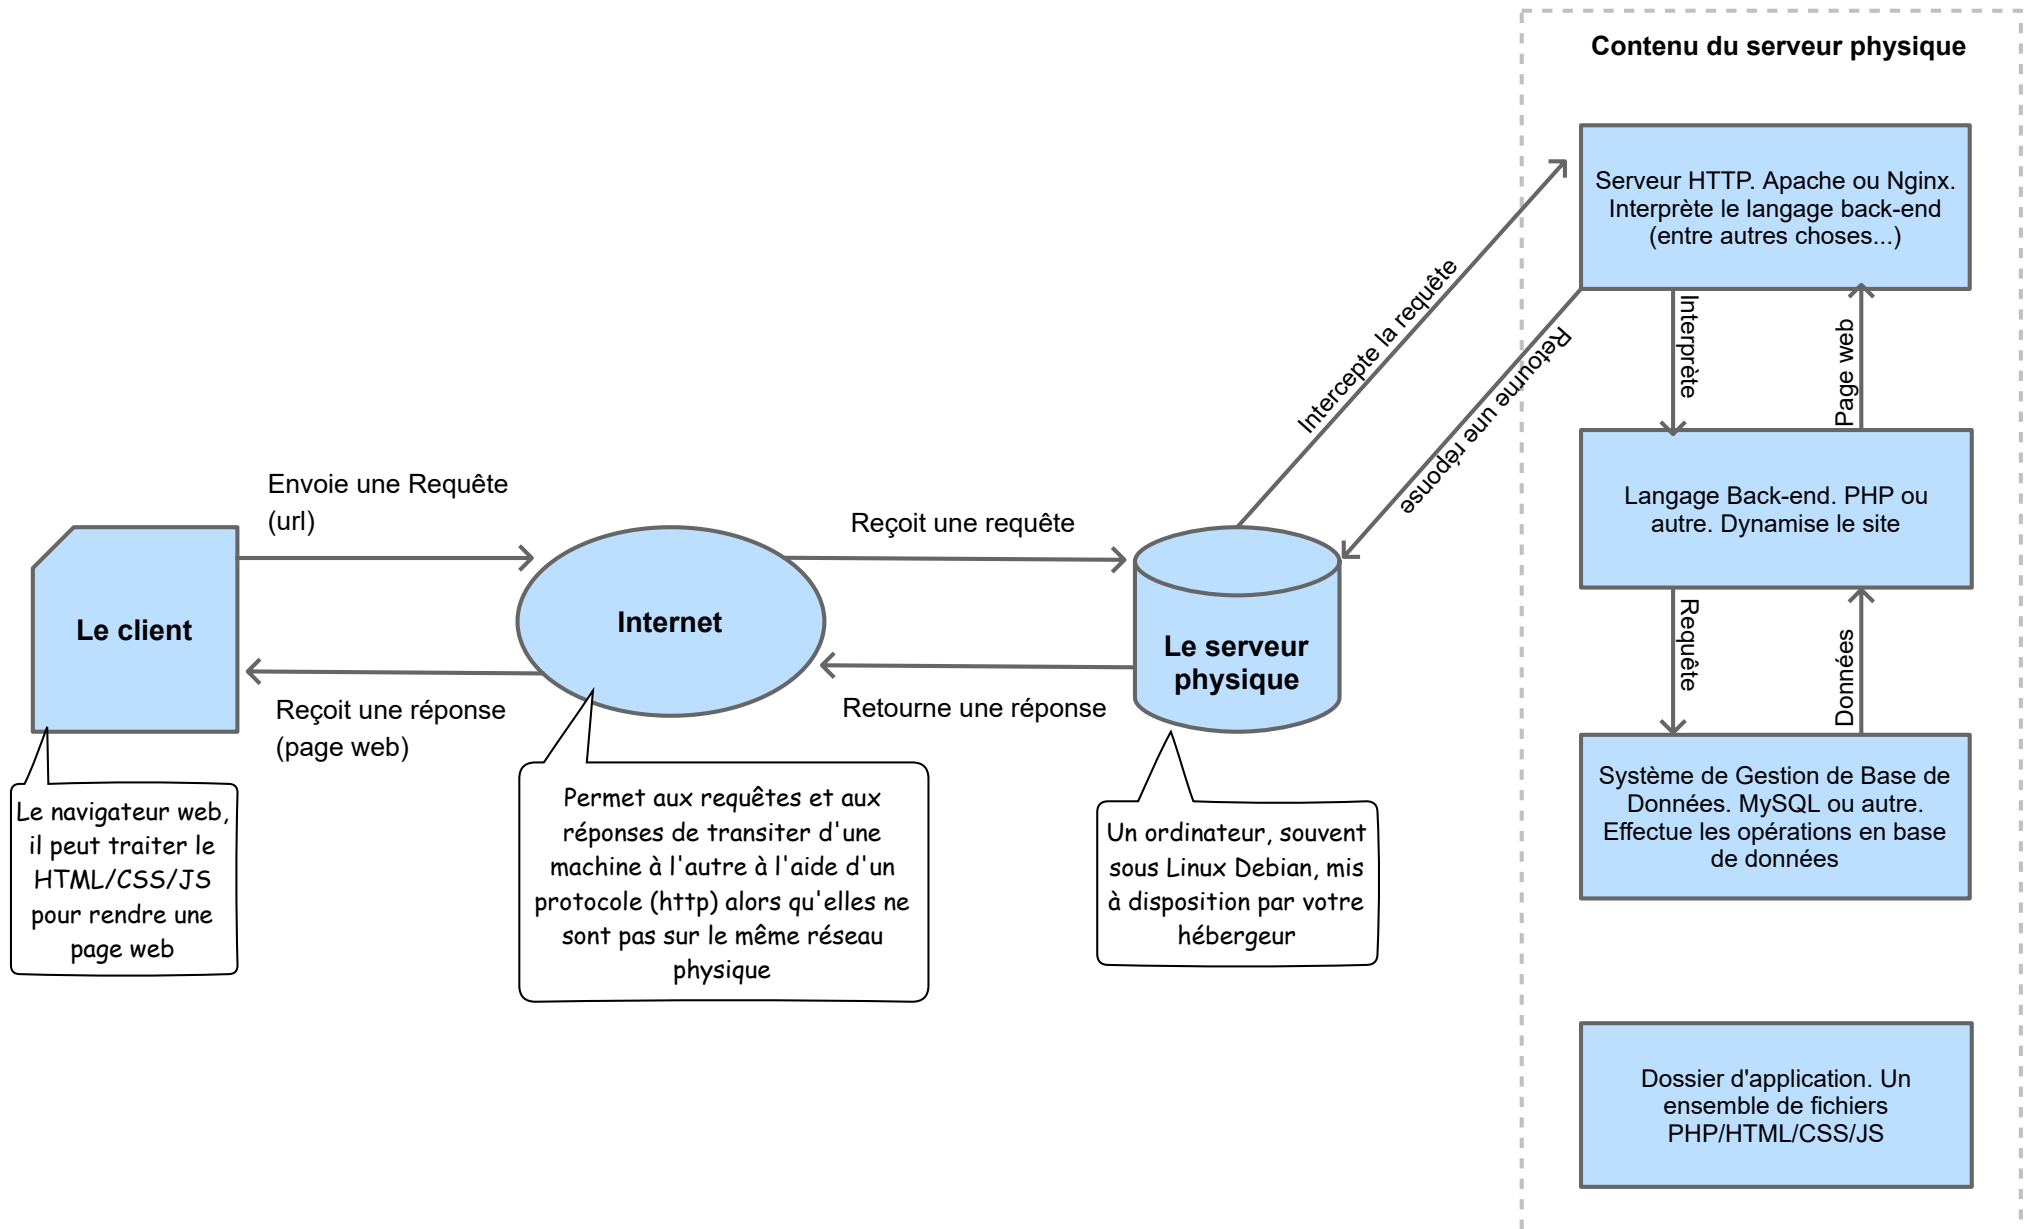 Contenu du serveur physique
Serveur HTTP. Apache ou Nginx.
Interprète le langage back-end
(entre autres choses...)
Intercepte la requête
Retourne une réponse
Interprète
Page web
Langage Back-end. PHP ou
autre. Dynamise le site
Requête
Données
Système de Gestion de Base de
Données. MySQL ou autre.
Effectue les opérations en base
de données
Dossier d'application. Un
ensemble de fichiers
PHP/HTML/CSS/JS
Envoie une Requête
(url)
Reçoit une requête
Le client
Internet
Le serveur
physique
Reçoit une réponse
(page web)
Retourne une réponse
Le navigateur web,
il peut traiter le
HTML/CSS/JS
pour rendre une
page web
Permet aux requêtes et aux
réponses de transiter d'une
machine à l'autre à l'aide d'un
protocole (http) alors qu'elles ne
sont pas sur le même réseau
physique
Un ordinateur, souvent
sous Linux Debian, mis
à disposition par votre
hébergeur